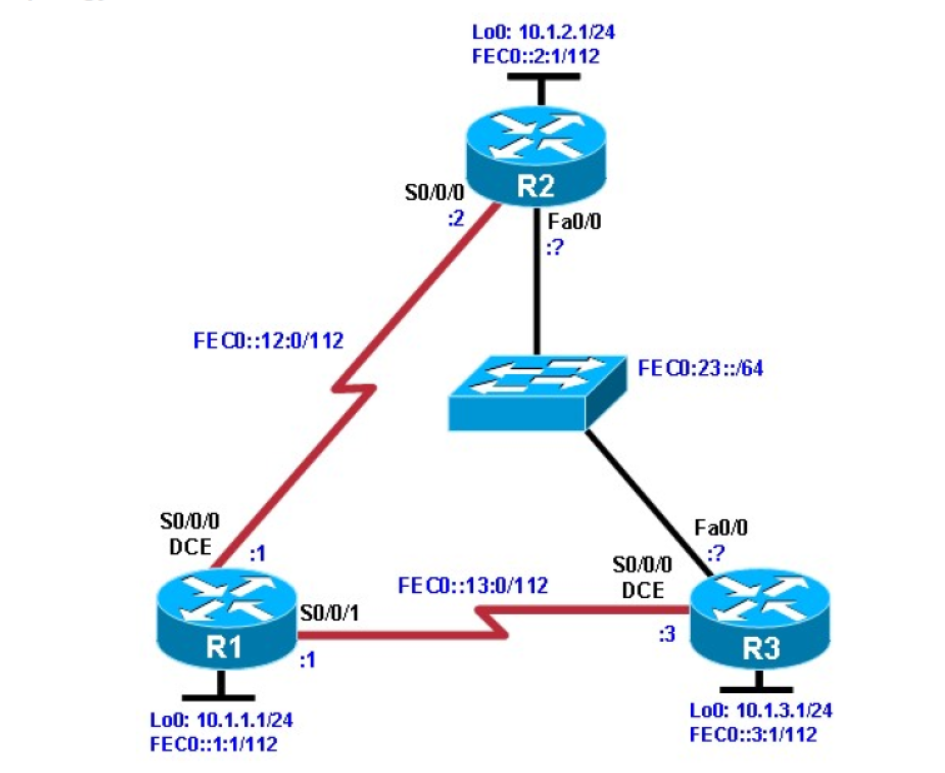 Lo0: 10.1.2.1/24
FEC0::2:1/112
R2
S0/0/0
:2
Fa0/0
:?
FEC0::12:0/112
FEC0:23::/64
S0/0/0
DCE
:1
Fa0/0
:?
S0/0/0
DCE
FEC0::13:0/112
S0/0/1
:1
:3
R1
R3
Lo0: 10.1.1.1/24
FEC0::1:1/112
Lo0: 10.1.3.1/24
FEC0::3:1/112